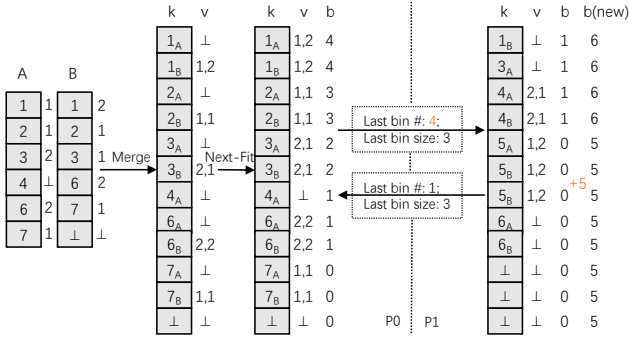 A B
1 1 1 2
2 1 2 1
3 2 3 1
4 ⊥ 6 2
6 2 7 1
7 1 ⊥ ⊥
Merge
k v
1A ⊥
1B 1,2
2A ⊥
2B 1,1
3A ⊥
3B 2,1
4A ⊥
6A ⊥
6B 2,2
7A ⊥
7B 1,1
⊥ ⊥
Next-Fit
k v b
1A 1,2 4
1B 1,2 4
2A 1,1 3
2B 1,1 3
3A 2,1 2
3B 2,1 2
4A ⊥ 1
6A 2,2 1
6B 2,2 1
7A 1,1 0
7B 1,1 0
⊥ ⊥ 0
Last bin #: 4;
Last bin size: 3
Last bin #: 1;
Last bin size: 3
P0 P1
k v b b(new)
1B ⊥ 1 6
3A ⊥ 1 6
4A 2,1 1 6
4B 2,1 1 6
5A 1,2 0 5
5B 1,2 0 5
+5
5B 1,2 0 5
6A ⊥ 0 5
6B ⊥ 0 5
⊥ ⊥ 0 5
⊥ ⊥ 0 5
⊥ ⊥ 0 5